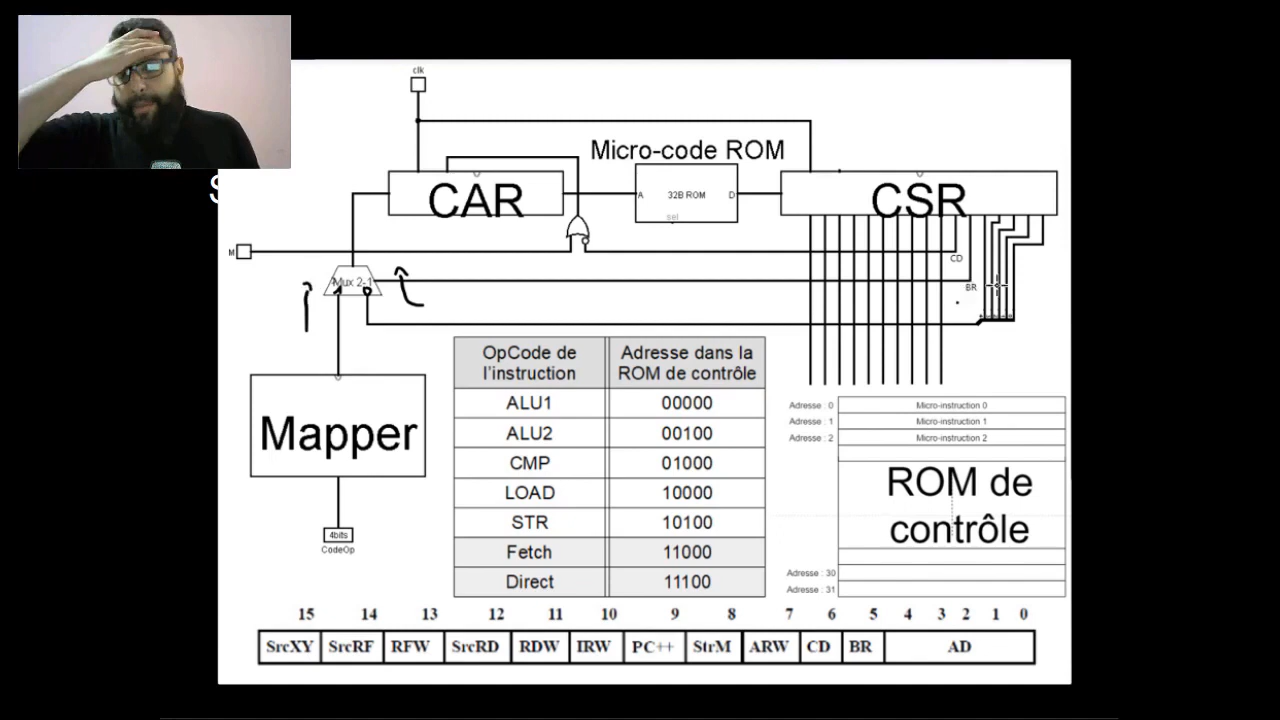 S
clk
Micro-code ROM
CAR
A 32B ROM D
sel
CSR
M
CD
BR
Mux 2-1
1 0
Mapper
4bits
CodeOp
OpCode de l'instruction Adresse dans la ROM de contrôle
ALU1 00000
ALU2 00100
CMP 01000
LOAD 10000
STR 10100
Fetch 11000
Direct 11100
Adresse : 0 Micro-instruction 0
Adresse : 1 Micro-instruction 1
Adresse : 2 Micro-instruction 2
ROM de
contrôle
Adresse : 30
Adresse : 31
15 14 13 12 11 10 9 8 7 6 5 4 3 2 1 0
SrcXY SrcRF RFW SrcRD RDW IRW PC++ StrM ARW CD BR AD